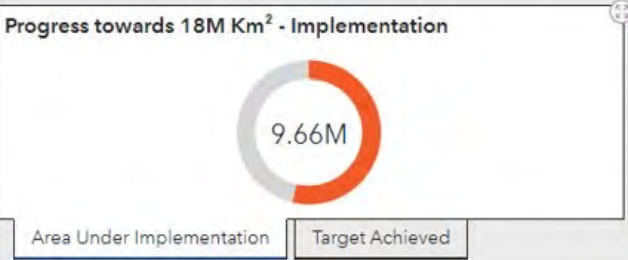 Progress towards 18M Km² - Implementation
9.66M
Area Under Implementation
Target Achieved